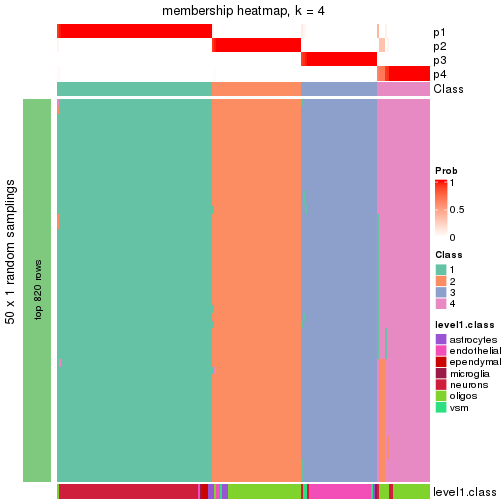 membership heatmap, k = 4
p1
p2
p3
p4
Class
50 x 1 random samplings
top 820 rows
Prob
1
0.5
0
Class
1
2
3
4
level1.class
astrocytes
endothelial
ependymal
microglia
neurons
oligos
vsm
level1.class